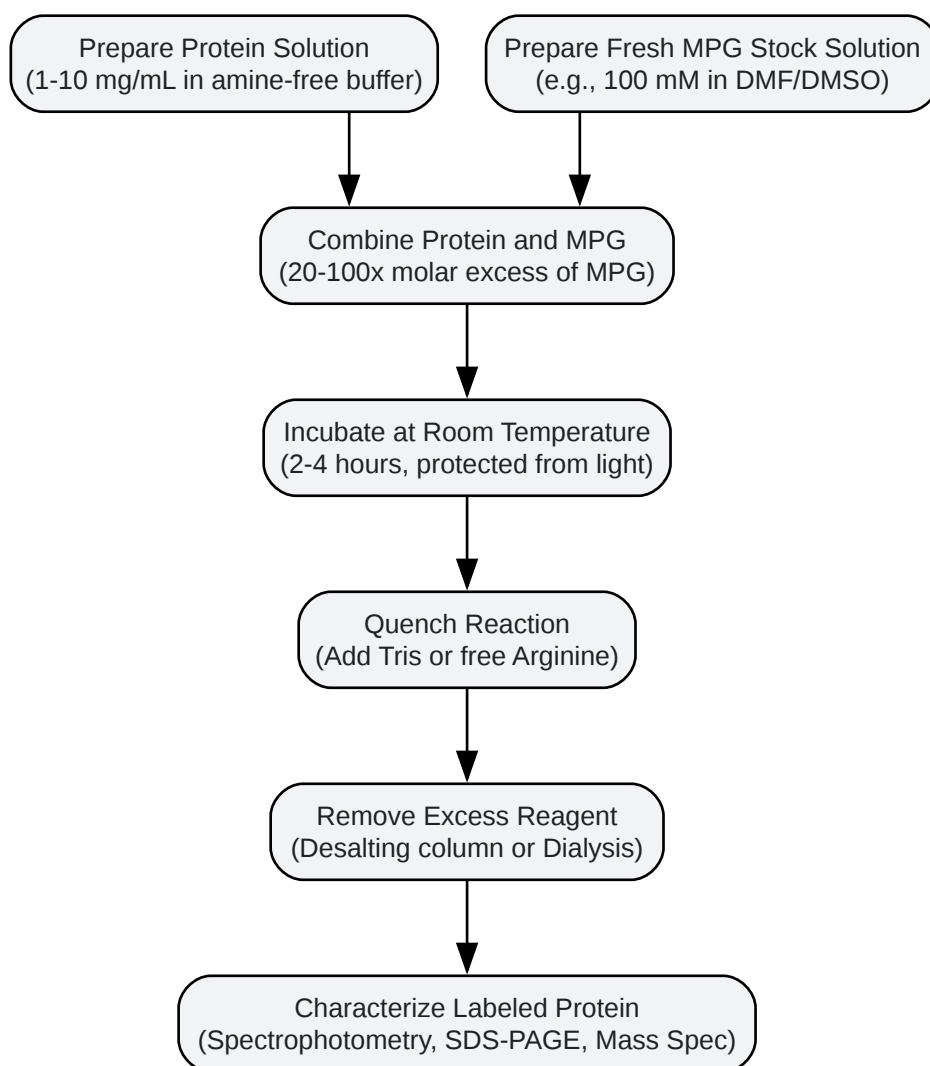 Prepare Protein Solution
(1-10 mg/mL in amine-free buffer)
Prepare Fresh MPG Stock Solution
(e.g., 100 mM in DMF/DMSO)
Combine Protein and MPG
(20-100x molar excess of MPG)
Incubate at Room Temperature
(2-4 hours, protected from light)
Quench Reaction
(Add Tris or free Arginine)
Remove Excess Reagent
(Desalting column or Dialysis)
Characterize Labeled Protein
(Spectrophotometry, SDS-PAGE, Mass Spec)